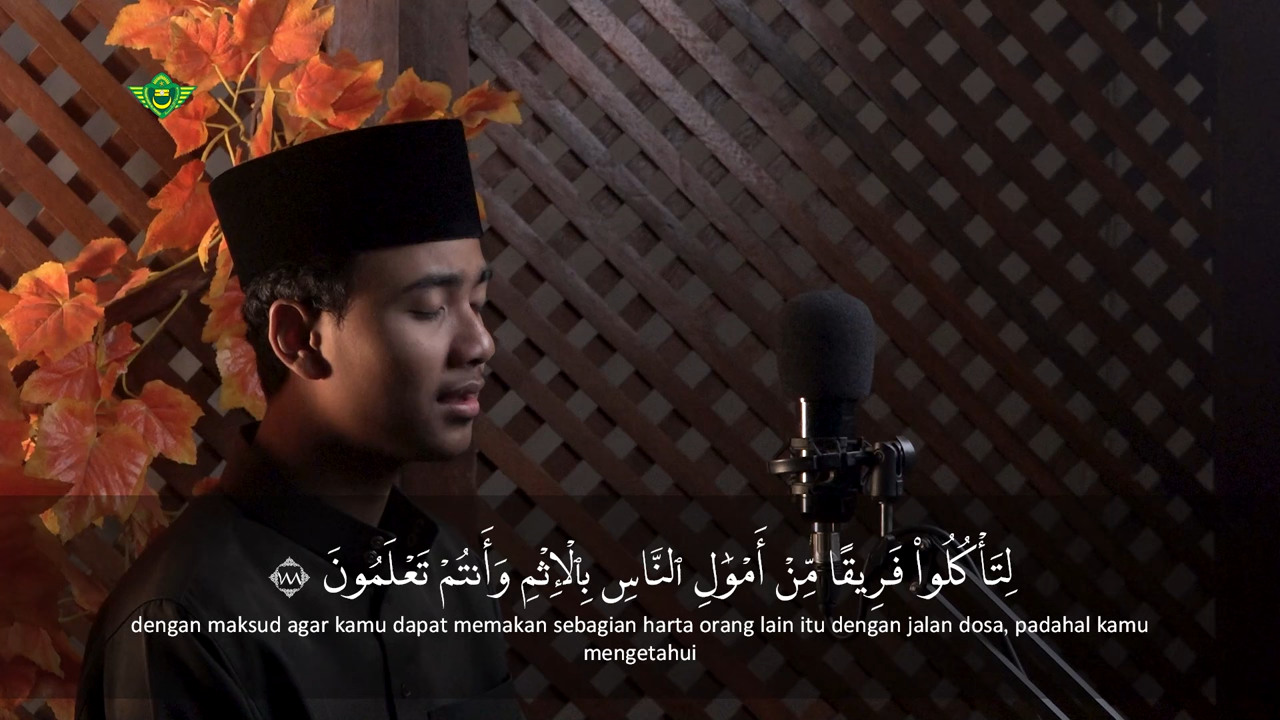 لِتَأْكُلُوا۟ فَرِيقًا مِّنْ أَمْوَٰلِ ٱلنَّاسِ بِٱلْإِثْمِ وَأَنتُمْ تَعْلَمُونَ ١٨٨
dengan maksud agar kamu dapat memakan sebagian harta orang lain itu dengan jalan dosa, padahal kamu
mengetahui